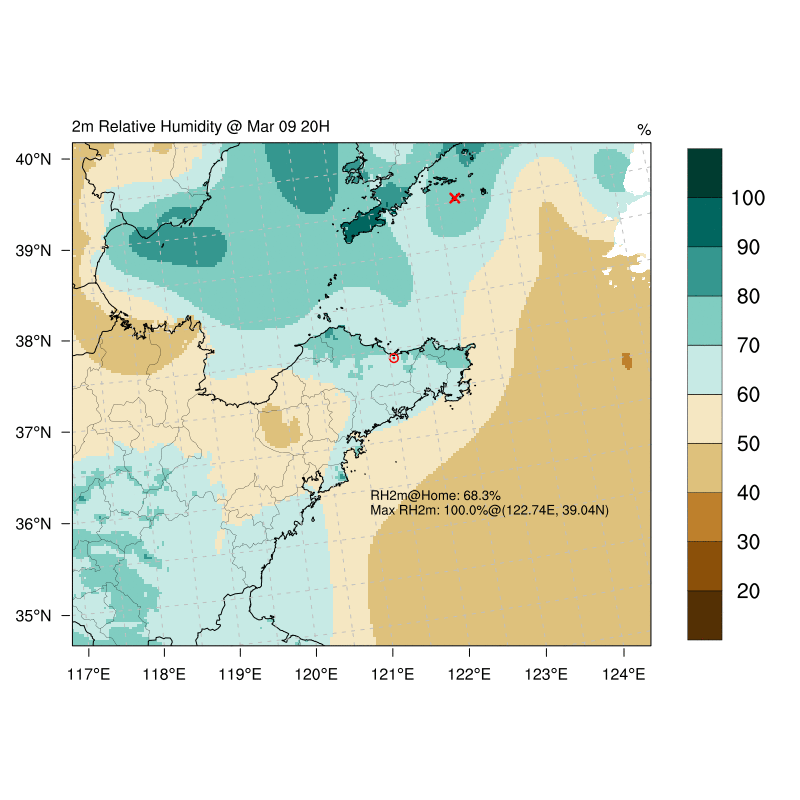 2m Relative Humidity @ Mar 09 20H
%
40°N
39°N
38°N
37°N
36°N
35°N
117°E
118°E
119°E
120°E
121°E
122°E
123°E
124°E
RH2m@Home: 68.3%
Max RH2m: 100.0%@(122.74E, 39.04N)
100
90
80
70
60
50
40
30
20